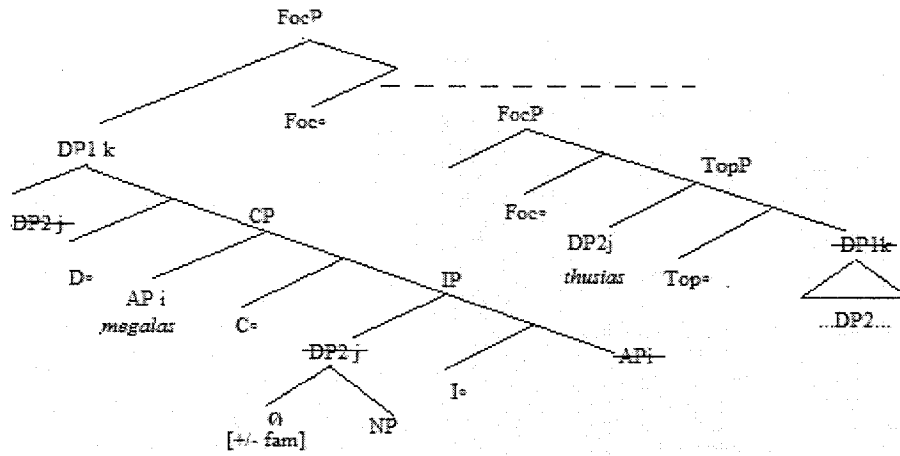 FocP
Foc°
FocP
DP1 k
TopP
DP2 j
CP
Foc°
DP2j
DP1k
D°
AP i
IP
thusias
Top°
megalas
C°
...DP2...
DP2 j
APi
I°
∅
NP
[+/- fam]